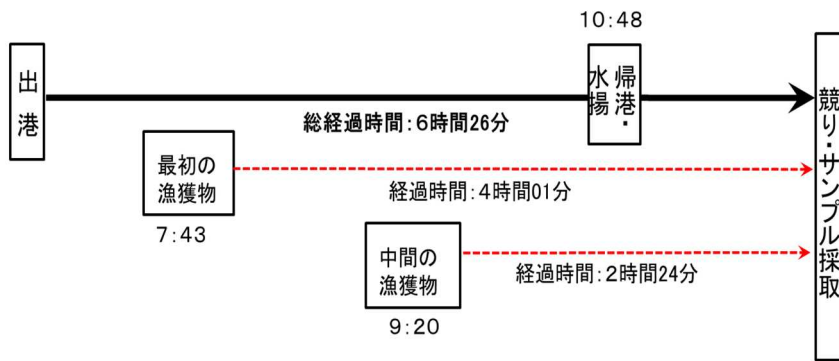 10:48
出港
帰港・
水揚
総経過時間:6時間26分
競り・サンプル採取
最初の
漁獲物
経過時間:4時間01分
7:43
中間の
漁獲物
経過時間:2時間24分
9:20